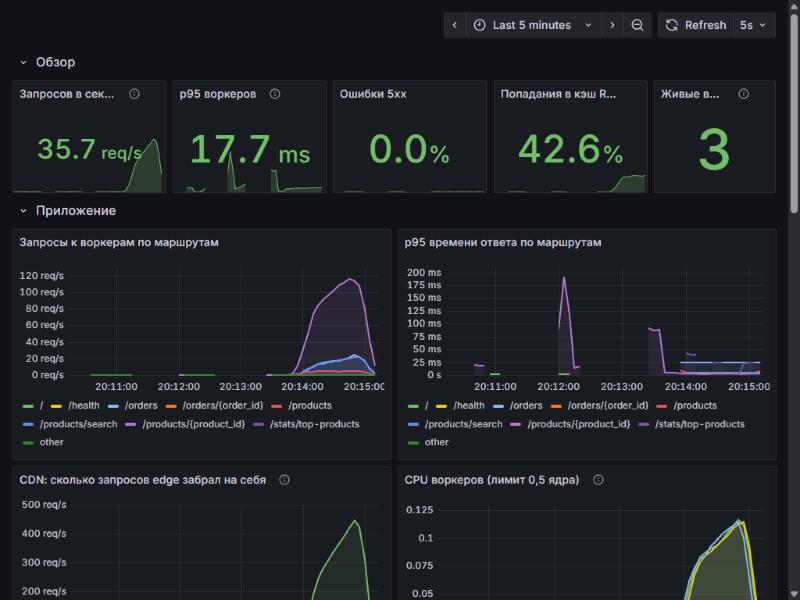 Last 5 minutes
Refresh 5s
Обзор
Запросов в сек...
p95 воркеров
Ошибки 5xx
Попадания в кэш R...
Живые в...
35.7 req/s
17.7 ms
0.0%
42.6%
3
Приложение
Запросы к воркерам по маршрутам
120 req/s
100 req/s
80 req/s
60 req/s
40 req/s
20 req/s
0 req/s
20:11:00 20:12:00 20:13:00 20:14:00 20:15:00
/ /health /orders /orders/{order_id} /products
/products/search /products/{product_id} /stats/top-products
other
p95 времени ответа по маршрутам
200 ms
175 ms
150 ms
125 ms
100 ms
75 ms
50 ms
25 ms
0 s
20:11:00 20:12:00 20:13:00 20:14:00 20:15:00
/ /health /orders /orders/{order_id} /products
/products/search /products/{product_id} /stats/top-products
other
CDN: сколько запросов edge забрал на себя
500 req/s
400 req/s
300 req/s
200 req/s
CPU воркеров (лимит 0,5 ядра)
0.125
0.1
0.075
0.05